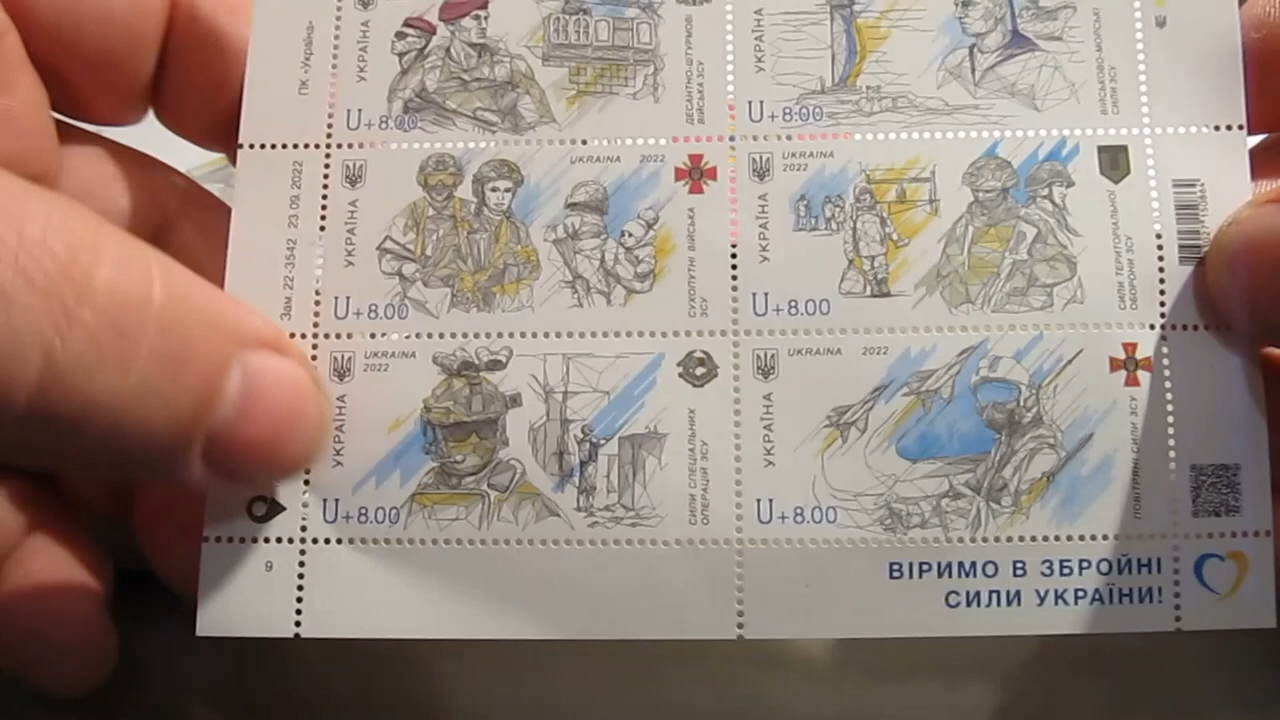 ПК «Україна»
УКРАЇНА
U+8.00
ДЕСАНТНО-ШТУРМОВІ
ВІЙСЬКА ЗСУ
УКРАЇНА
U+8.00
ВІЙСЬКОВО-МОРСЬКІ
СИЛИ ЗСУ
Зам. 22-3542 23.09.2022
УКРАЇНА
UKRAINA 2022
U+8.00
СУХОПУТНІ ВІЙСЬКА
ЗСУ
UKRAINA
2022
УКРАЇНА
U+8.00
СИЛИ ТЕРИТОРІАЛЬНОЇ
ОБОРОНИ ЗСУ
UKRAINA
2022
УКРАЇНА
U+8.00
СИЛИ СПЕЦІАЛЬНИХ
ОПЕРАЦІЙ ЗСУ
UKRAINA 2022
УКРАЇНА
U+8.00
ПОВІТРЯНІ СИЛИ ЗСУ
9
ВІРИМО В ЗБРОЙНІ
СИЛИ УКРАЇНИ!